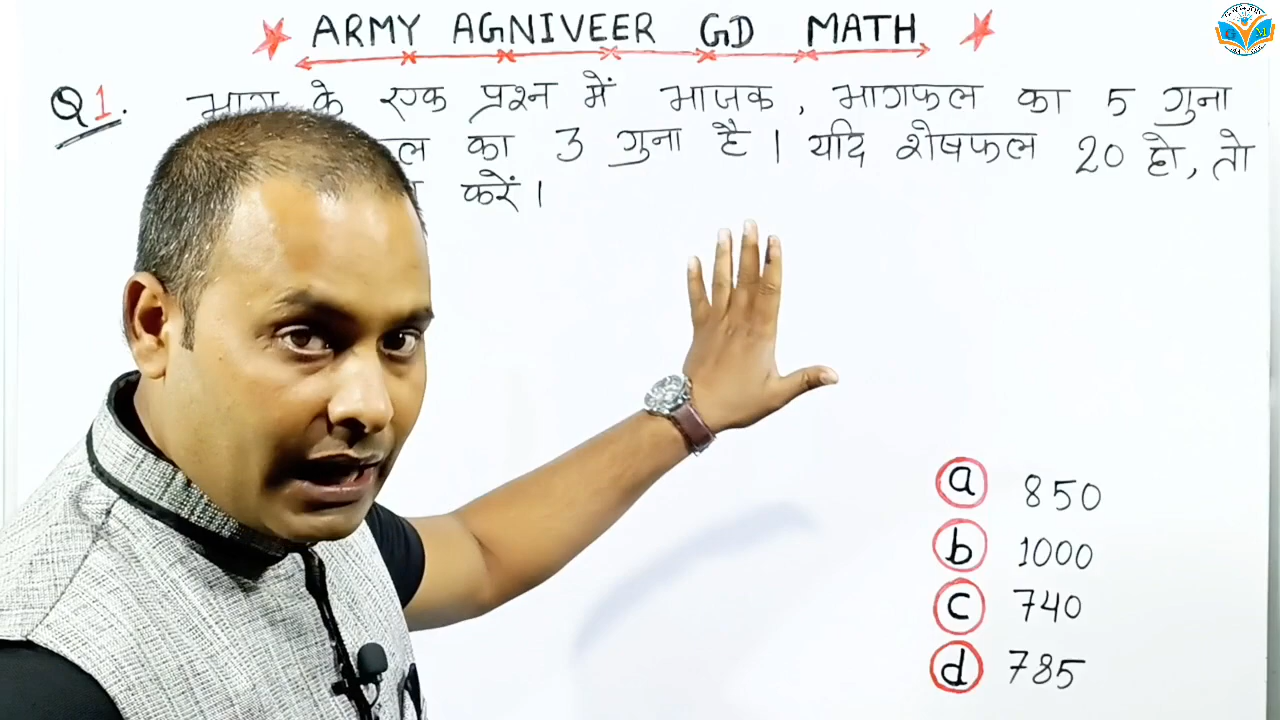 ARMY AGNIVEER GD MATH
Q1. भाग के एक प्रश्न में भाजक, भागफल का 5 गुना
ल का 3 गुना है। यदि शेषफल 20 हो, तो
करें।
a 850
b 1000
c 740
d 785